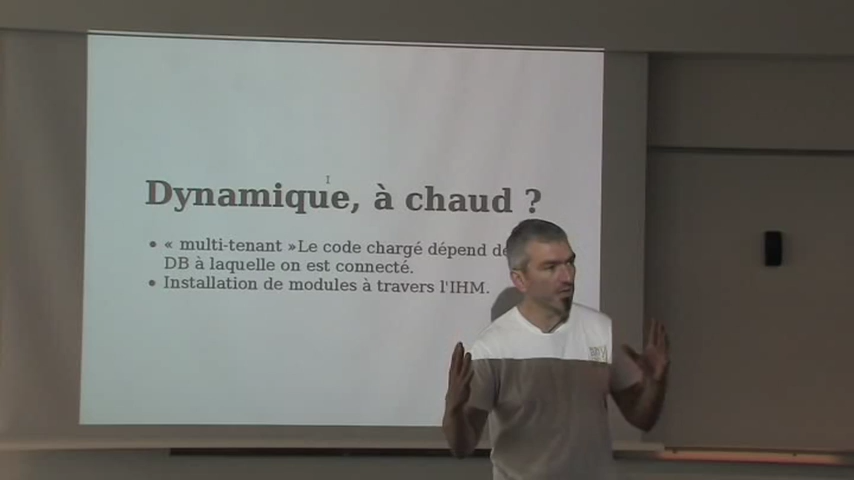 Dynamique, à chaud ?
• « multi-tenant »Le code chargé dépend de
DB à laquelle on est connecté.
• Installation de modules à travers l'IHM.